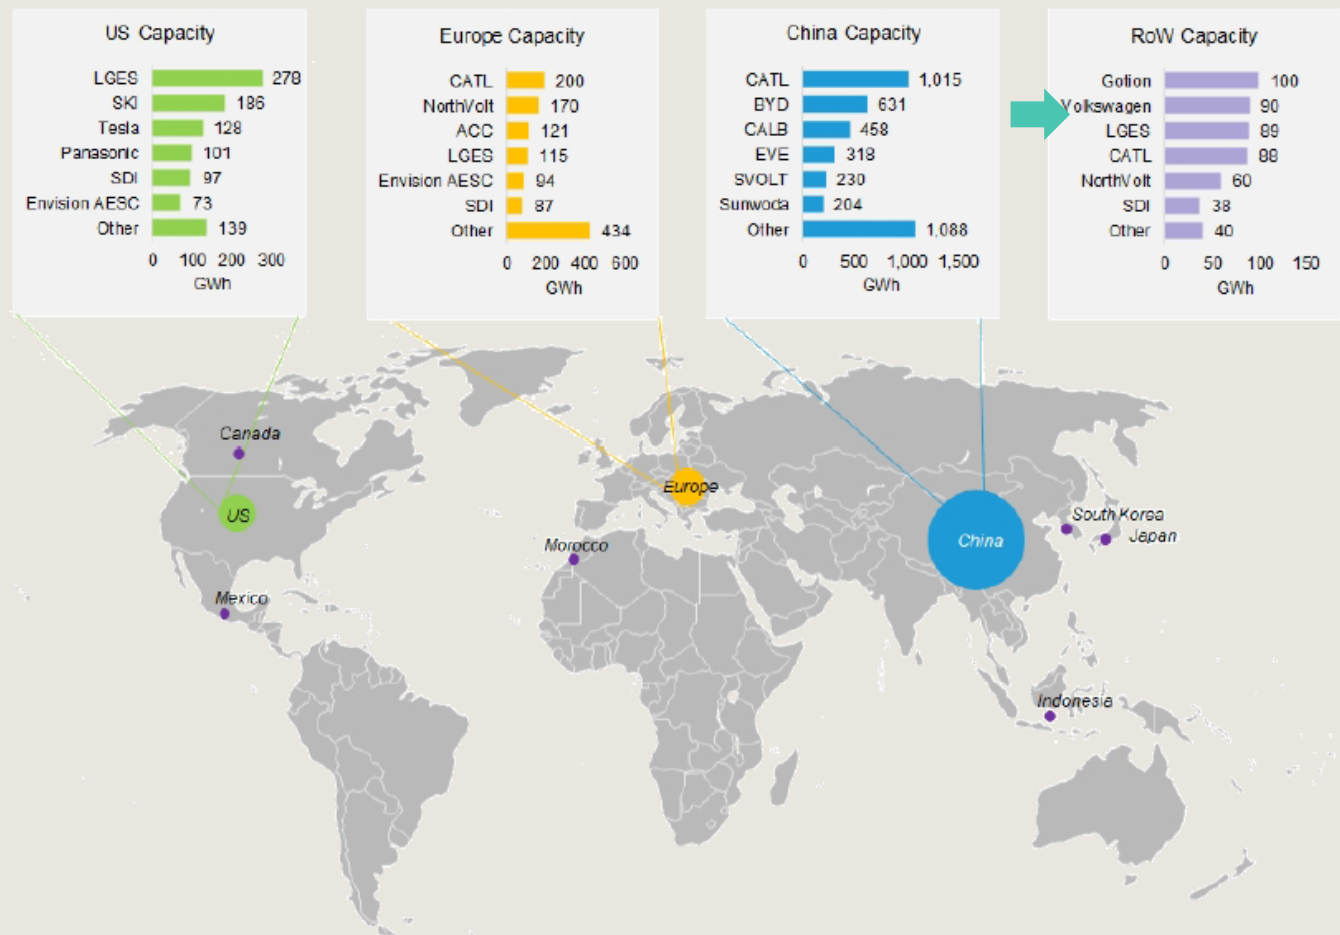 US Capacity
LGES 278
SKI 186
Tesla 128
Panasonic 101
SDI 97
Envision AESC 73
Other 139
0 100 200 300
GWh
Europe Capacity
CATL 200
NorthVolt 170
ACC 121
LGES 115
Envision AESC 94
SDI 87
Other 434
0 200 400 600
GWh
China Capacity
CATL 1,015
BYD 631
CALB 458
EVE 318
SVOLT 230
Sunwoda 204
Other 1,088
0 500 1,000 1,500
GWh
RoW Capacity
Gotion 100
Volkswagen 90
LGES 89
CATL 88
NorthVolt 60
SDI 38
Other 40
0 50 100 150
GWh
Canada
US
Mexico
Europe
Morocco
China
South Korea
Japan
Indonesia